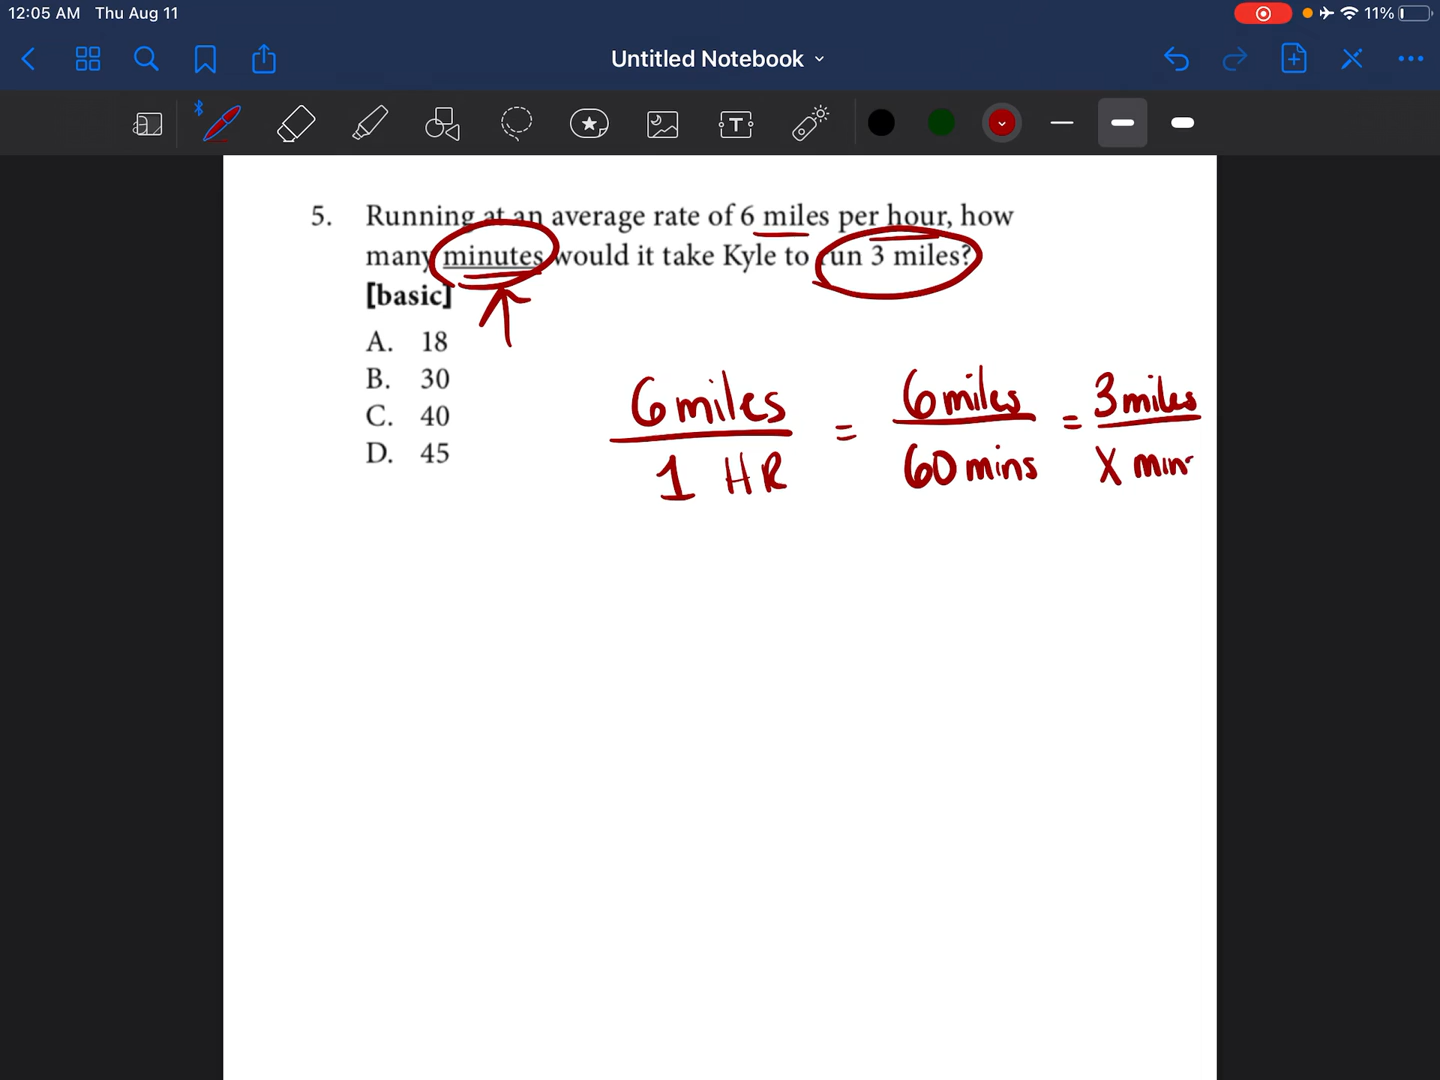 12:05 AM Thu Aug 11
11%
Untitled Notebook
T
5. Running at an average rate of 6 miles per hour, how
many minutes would it take Kyle to run 3 miles?
[basic]
A. 18
B. 30
C. 40
D. 45
6 miles = 6 miles = 3 miles
1 HR 60 mins X min